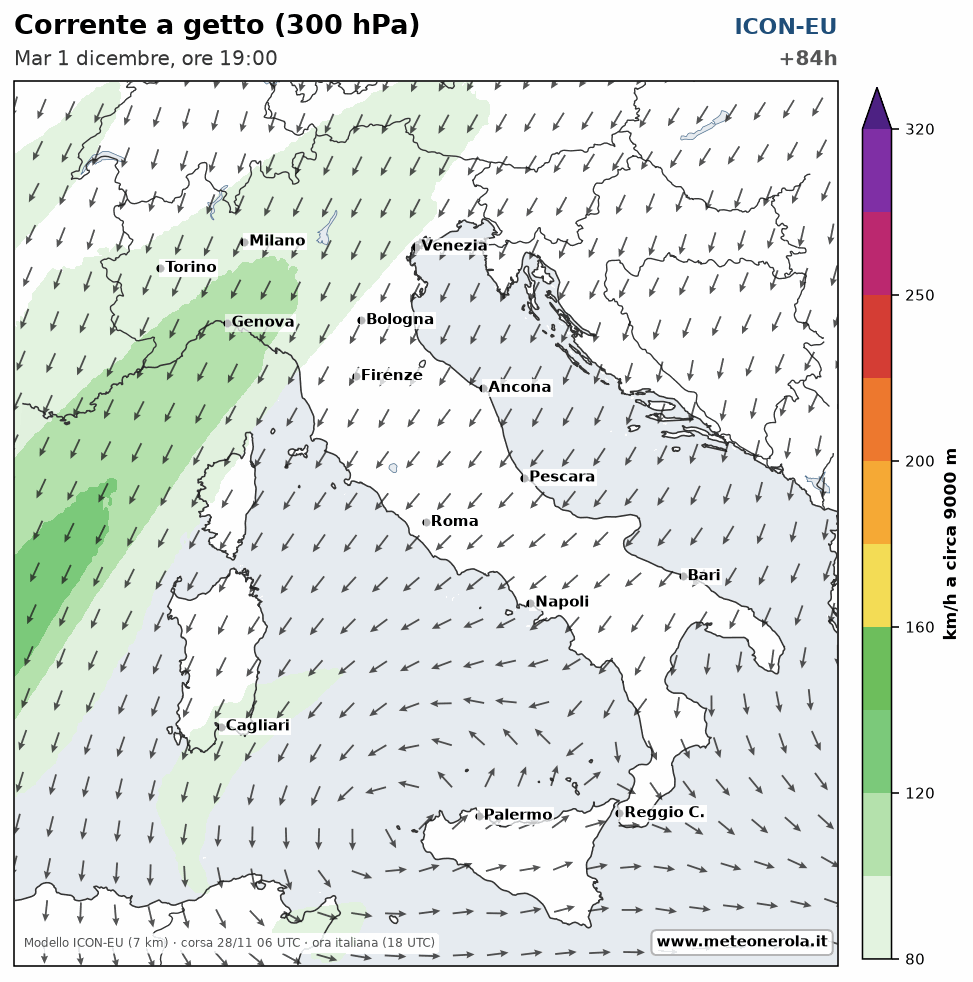 Corrente a getto (300 hPa)
ICON-EU
Mar 1 dicembre, ore 19:00
+84h
320
250
200
160
120
80
km/h a circa 9000 m
Milano
Venezia
Torino
Genova
Bologna
Firenze
Ancona
Pescara
Roma
Bari
Napoli
Cagliari
Palermo
Reggio C.
Modello ICON-EU (7 km) · corsa 28/11 06 UTC · ora italiana (18 UTC)
www.meteonerola.it